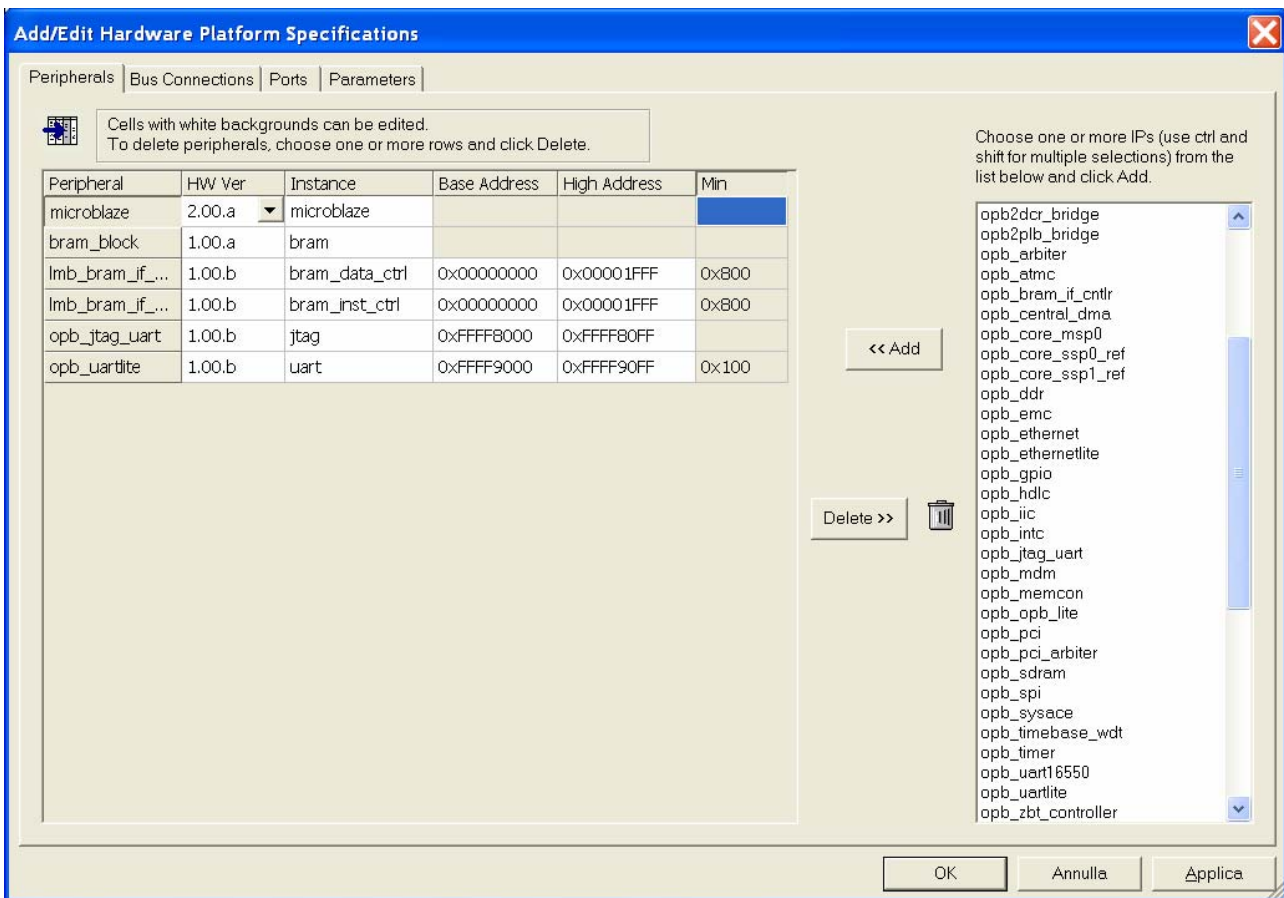 Add/Edit Hardware Platform Specifications
Peripherals Bus Connections Ports Parameters
Cells with white backgrounds can be edited.
To delete peripherals, choose one or more rows and click Delete.
Peripheral HW Ver Instance Base Address High Address Min
microblaze 2.00.a microblaze
bram_block 1.00.a bram
lmb_bram_if_... 1.00.b bram_data_ctrl 0x00000000 0x00001FFF 0x800
lmb_bram_if_... 1.00.b bram_inst_ctrl 0x00000000 0x00001FFF 0x800
opb_jtag_uart 1.00.b jtag 0xFFFF8000 0xFFFF80FF
opb_uartlite 1.00.b uart 0xFFFF9000 0xFFFF90FF 0x100
<< Add
Delete >>
Choose one or more IPs (use ctrl and
shift for multiple selections) from the
list below and click Add.
opb2dcr_bridge
opb2plb_bridge
opb_arbiter
opb_atmc
opb_bram_if_cntlr
opb_central_dma
opb_core_msp0
opb_core_ssp0_ref
opb_core_ssp1_ref
opb_ddr
opb_emc
opb_ethernet
opb_ethernetlite
opb_gpio
opb_hdlc
opb_iic
opb_intc
opb_jtag_uart
opb_mdm
opb_memcon
opb_opb_lite
opb_pci
opb_pci_arbiter
opb_sdram
opb_spi
opb_sysace
opb_timebase_wdt
opb_timer
opb_uart16550
opb_uartlite
opb_zbt_controller
OK Annulla Applica